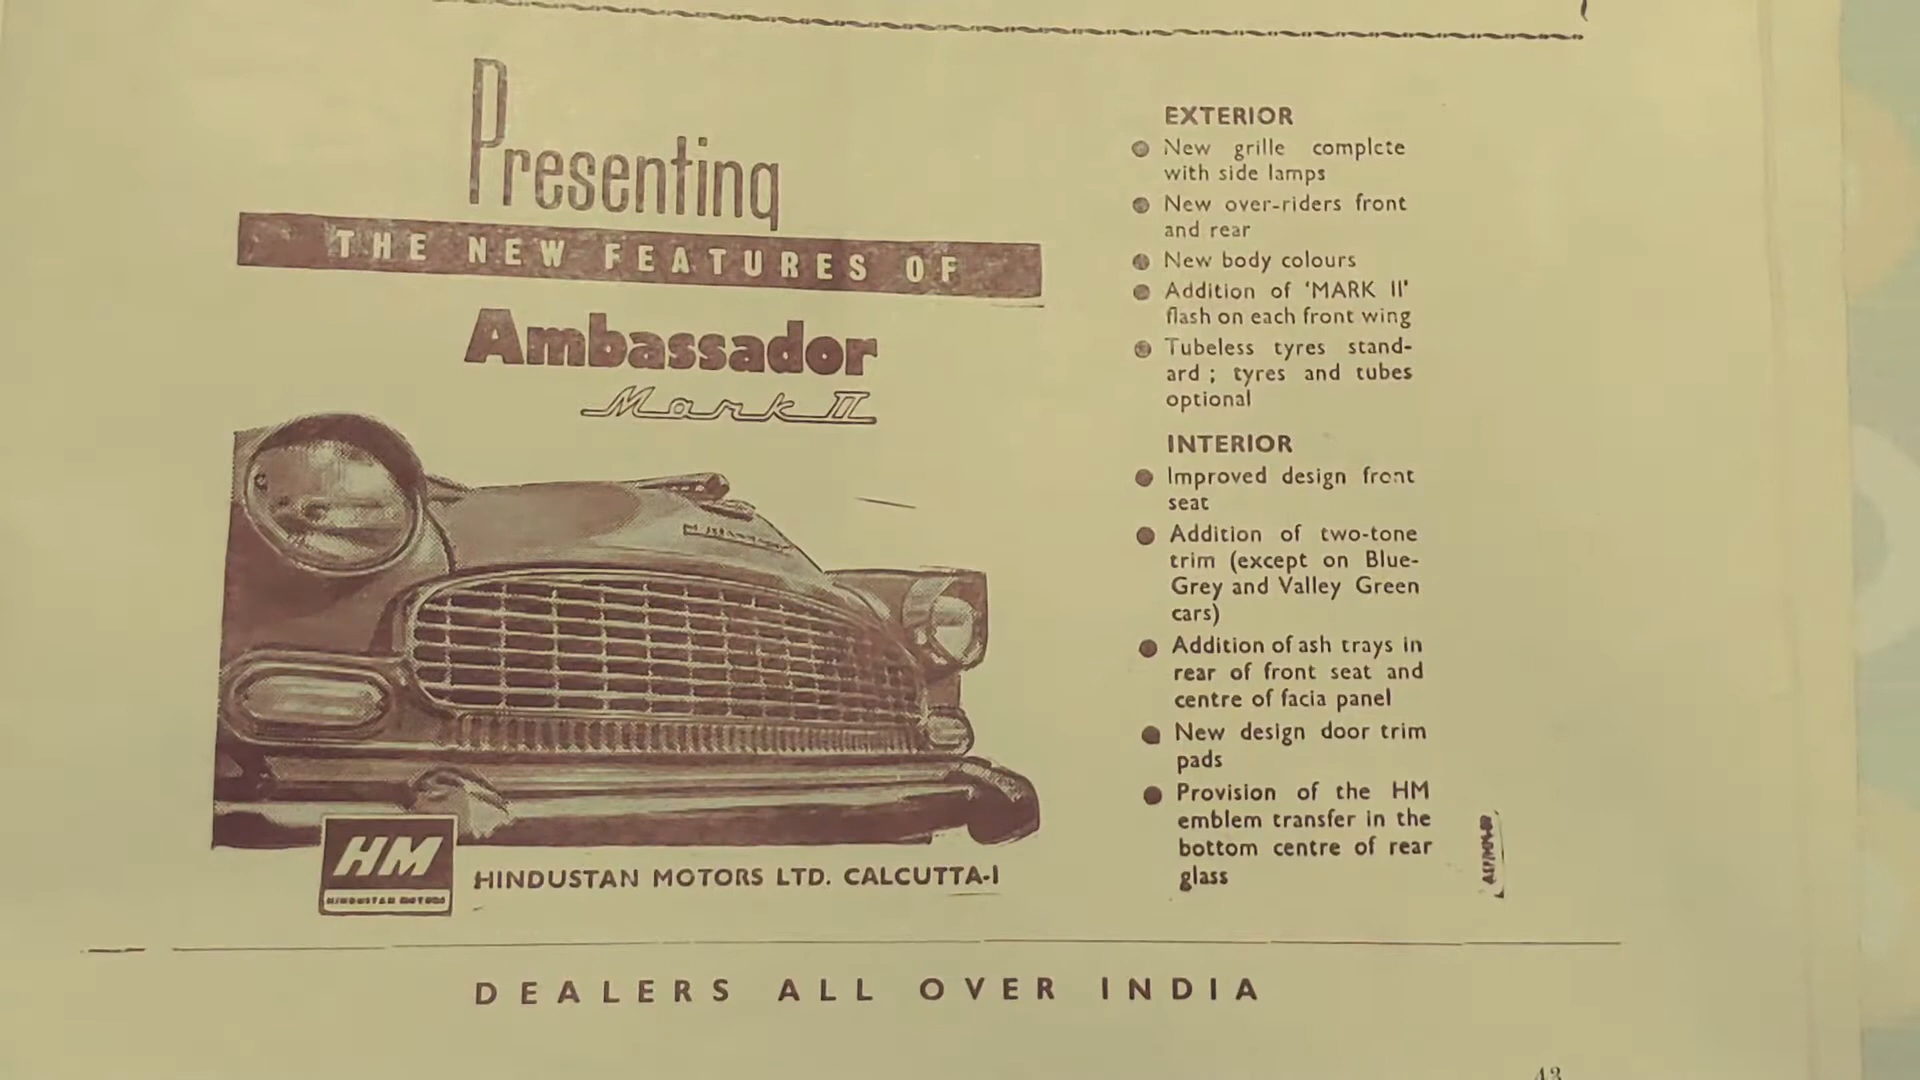 Presenting
THE NEW FEATURES OF
Ambassador
Mark II
HM
HINDUSTAN MOTORS
HINDUSTAN MOTORS LTD. CALCUTTA-I
EXTERIOR
New grille complete
with side lamps
New over-riders front
and rear
New body colours
Addition of 'MARK II'
flash on each front wing
Tubeless tyres stand-
ard ; tyres and tubes
optional
INTERIOR
Improved design front
seat
Addition of two-tone
trim (except on Blue-
Grey and Valley Green
cars)
Addition of ash trays in
rear of front seat and
centre of facia panel
New design door trim
pads
Provision of the HM
emblem transfer in the
bottom centre of rear
glass
DEALERS ALL OVER INDIA
43